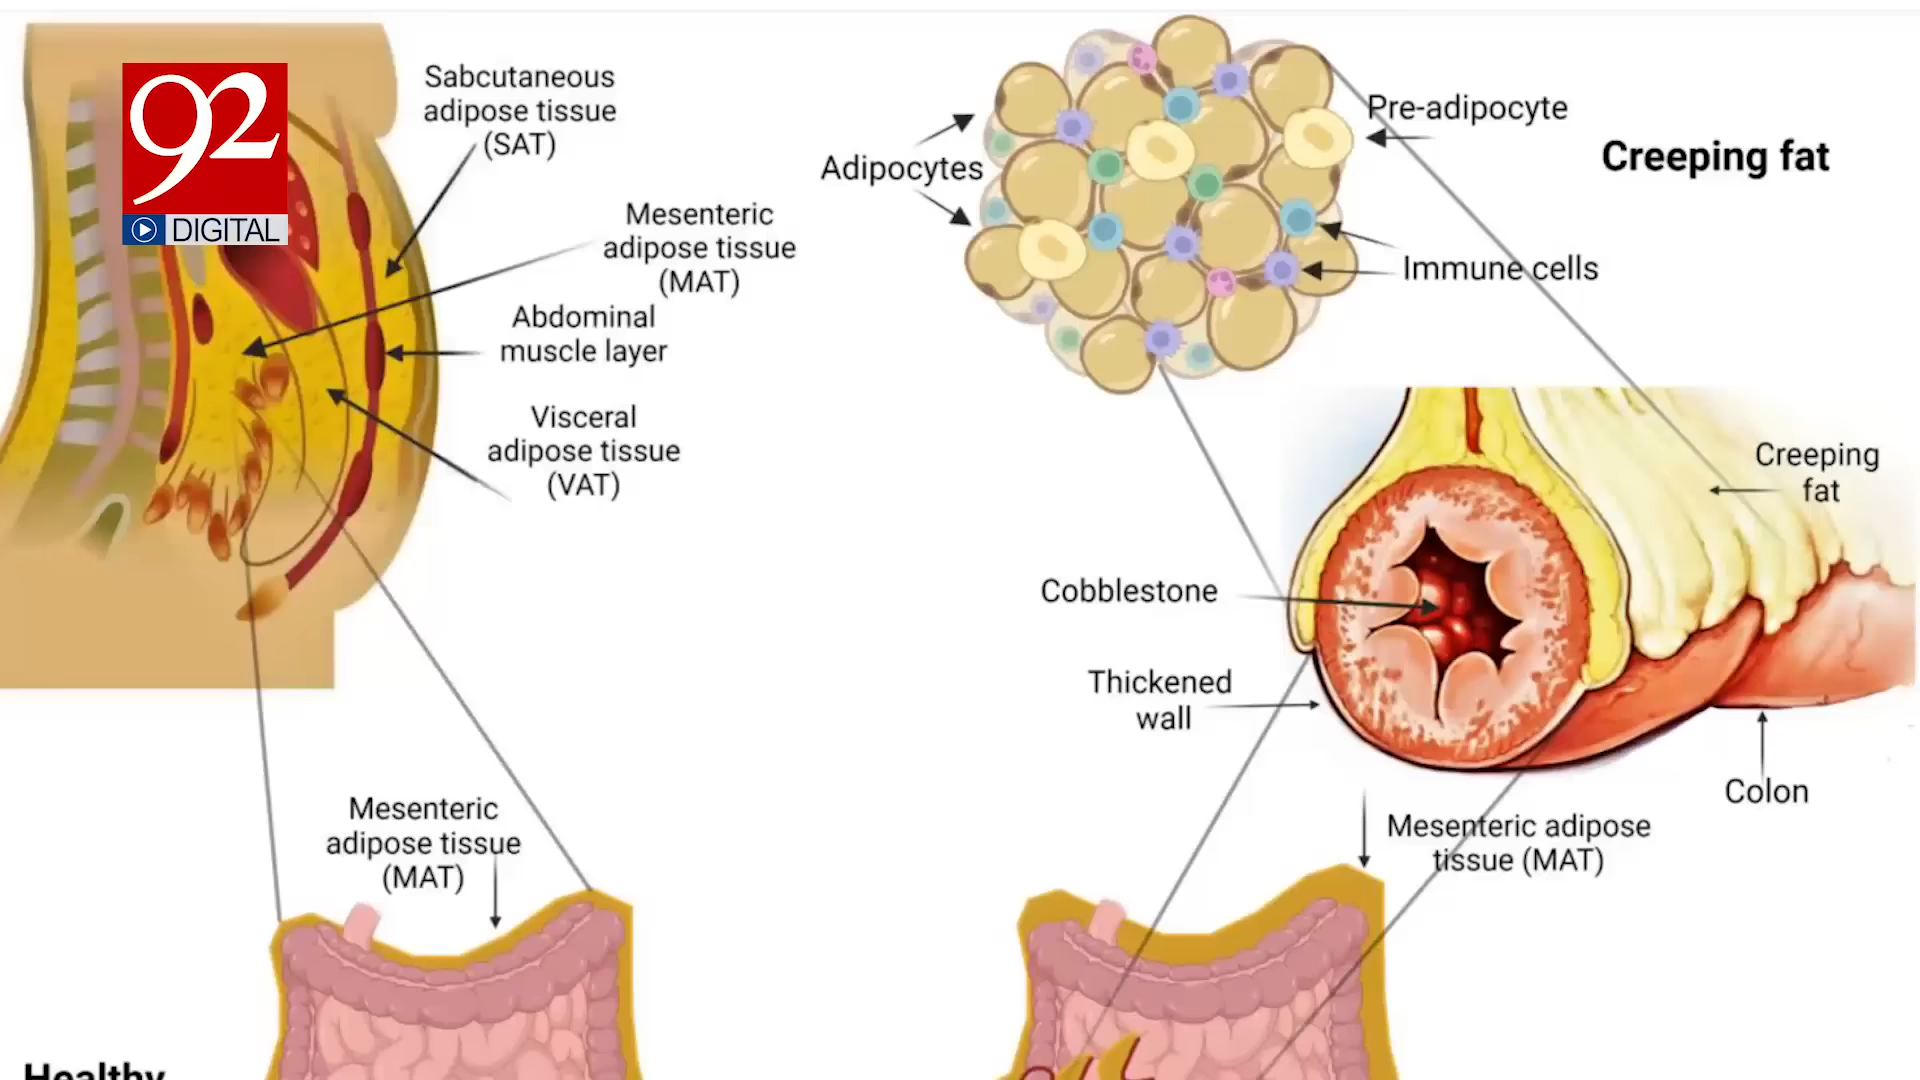 92
DIGITAL
Sabcutaneous
adipose tissue
(SAT)
Mesenteric
adipose tissue
(MAT)
Abdominal
muscle layer
Visceral
adipose tissue
(VAT)
Mesenteric
adipose tissue
(MAT)
Healthy
Adipocytes
Pre-adipocyte
Creeping fat
Immune cells
Creeping
fat
Cobblestone
Thickened
wall
Colon
Mesenteric adipose
tissue (MAT)